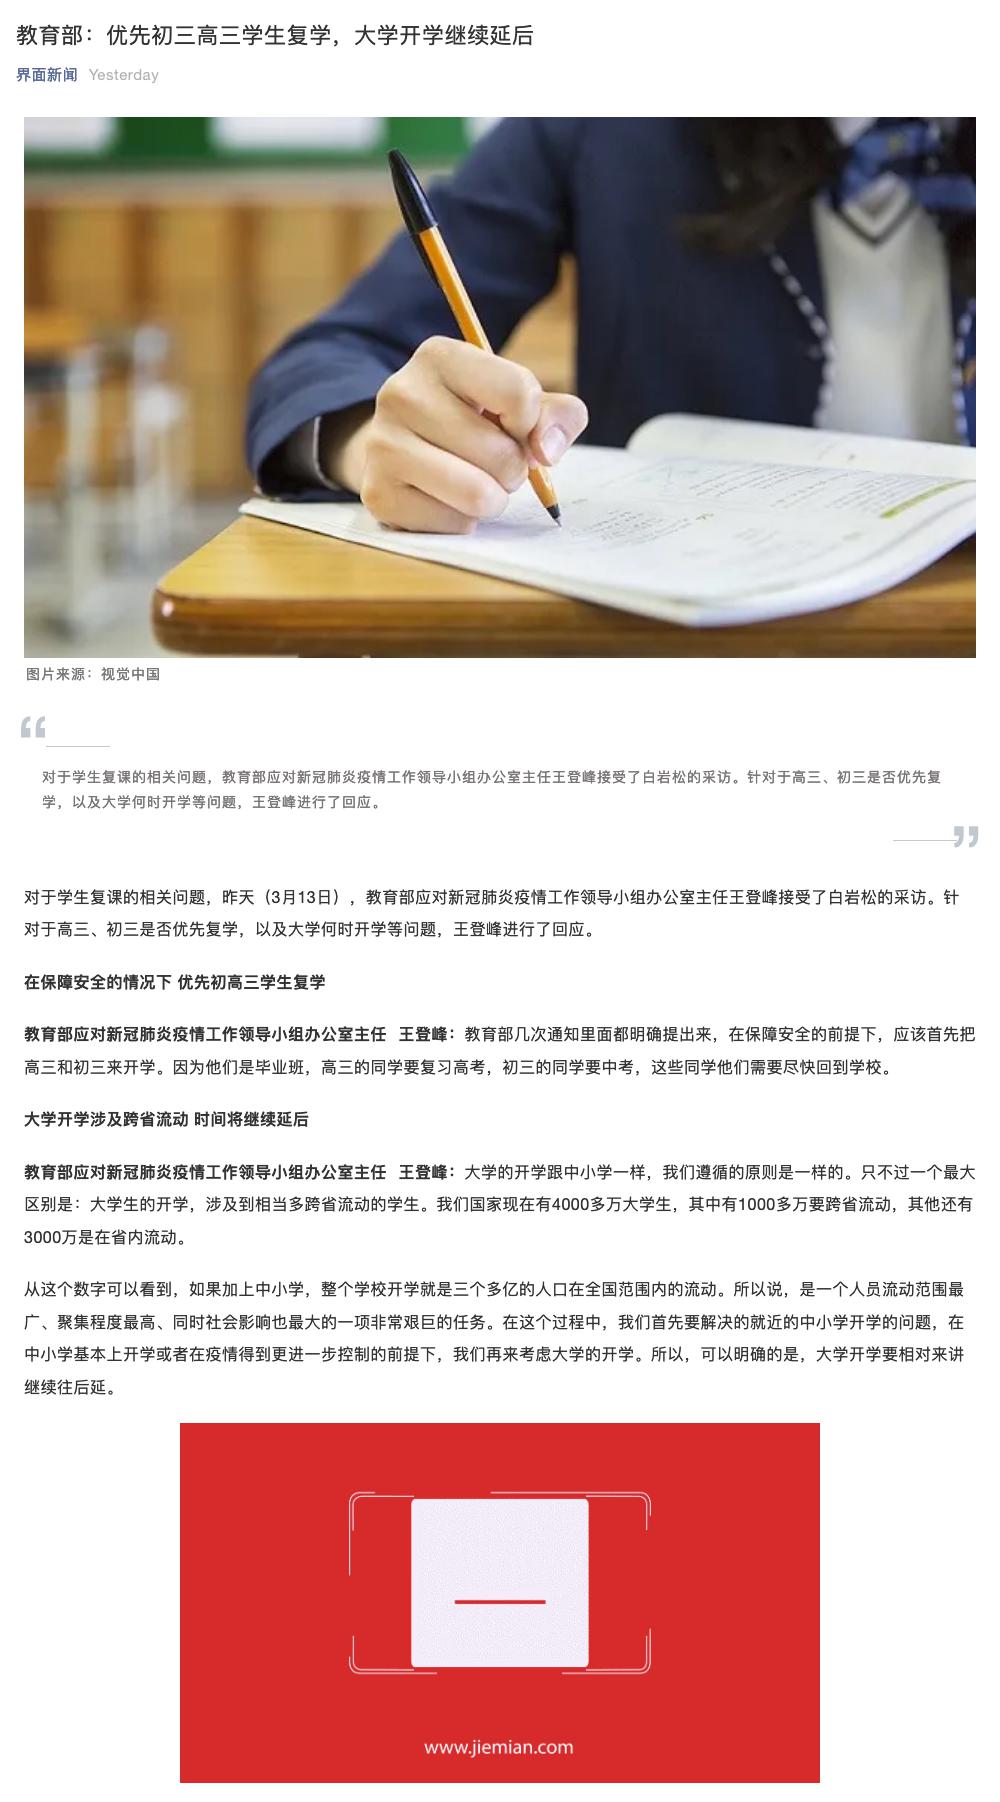 教育部：优先初三高三学生复学，大学开学继续延后
界面新闻 Yesterday
图片来源：视觉中国
“
对于学生复课的相关问题，教育部应对新冠肺炎疫情工作领导小组办公室主任王登峰接受了白岩松的采访。针对于高三、初三是否优先复
学，以及大学何时开学等问题，王登峰进行了回应。
”
对于学生复课的相关问题，昨天（3月13日），教育部应对新冠肺炎疫情工作领导小组办公室主任王登峰接受了白岩松的采访。针
对于高三、初三是否优先复学，以及大学何时开学等问题，王登峰进行了回应。
在保障安全的情况下 优先初高三学生复学
教育部应对新冠肺炎疫情工作领导小组办公室主任 王登峰：教育部几次通知里面都明确提出来，在保障安全的前提下，应该首先把
高三和初三来开学。因为他们是毕业班，高三的同学要复习高考，初三的同学要中考，这些同学他们需要尽快回到学校。
大学开学涉及跨省流动 时间将继续延后
教育部应对新冠肺炎疫情工作领导小组办公室主任 王登峰：大学的开学跟中小学一样，我们遵循的原则是一样的。只不过一个最大
区别是：大学生的开学，涉及到相当多跨省流动的学生。我们国家现在有4000多万大学生，其中有1000多万要跨省流动，其他还有
3000万是在省内流动。
从这个数字可以看到，如果加上中小学，整个学校开学就是三个多亿的人口在全国范围内的流动。所以说，是一个人员流动范围最
广、聚集程度最高、同时社会影响也最大的一项非常艰巨的任务。在这个过程中，我们首先要解决的就近的中小学开学的问题，在
中小学基本上开学或者在疫情得到更进一步控制的前提下，我们再来考虑大学的开学。所以，可以明确的是，大学开学要相对来讲
继续往后延。
www.jiemian.com